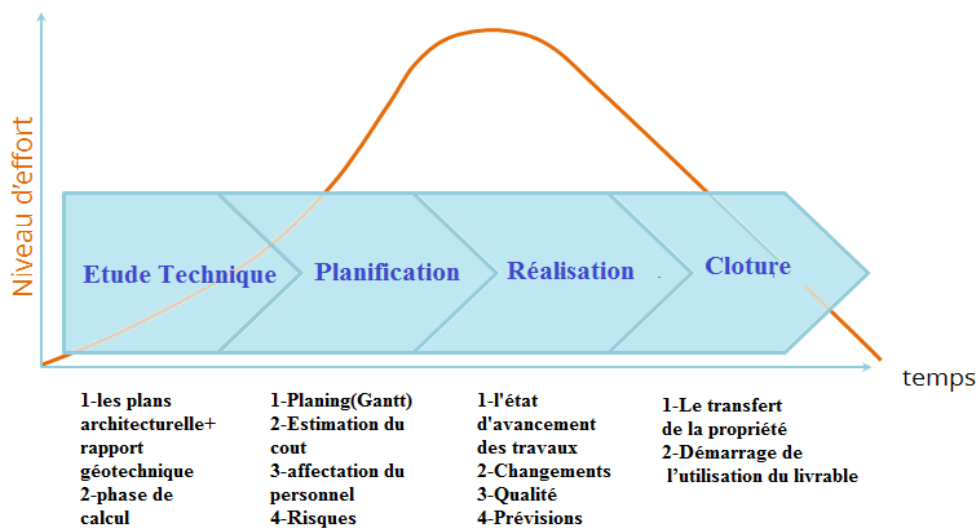 Niveau d'effort
Etude Technique
Planification
Réalisation
Cloture
temps
1-les plans
architecturelle+
rapport
géotechnique
2-phase de
calcul
1-Planing(Gantt)
2-Estimation du
cout
3-affectation du
personnel
4-Risques
1-l'état
d'avancement
des travaux
2-Changements
3-Qualité
4-Prévisions
1-Le transfert
de la propriété
2-Démarrage de
l’utilisation du livrable